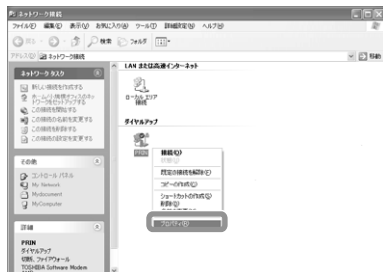 ネットワーク接続
ファイル(F) 編集(E) 表示(V) お気に入り(A) ツール(T) 詳細設定(N) ヘルプ(H)
戻る 検索 フォルダ
アドレス(D) ネットワーク接続 移動
ネットワーク タスク
新しい接続を作成する
ホーム/小規模オフィスのネットワークをセットアップする
この接続を開始する
この接続の名前を変更する
この接続を削除する
この接続の設定を変更する
その他
コントロール パネル
My Network
Mydocument
MyComputer
詳細
PRIN
ダイヤルアップ
切断, ファイアウォール
TOSHIBA Software Modem
LAN または高速インターネット
ローカル エリア
接続
ダイヤルアップ
PRIN
接続(O)
状態(U)
既定の接続を解除(E)
コピーの作成(C)
ショートカットの作成(S)
削除(D)
プロパティ(R)